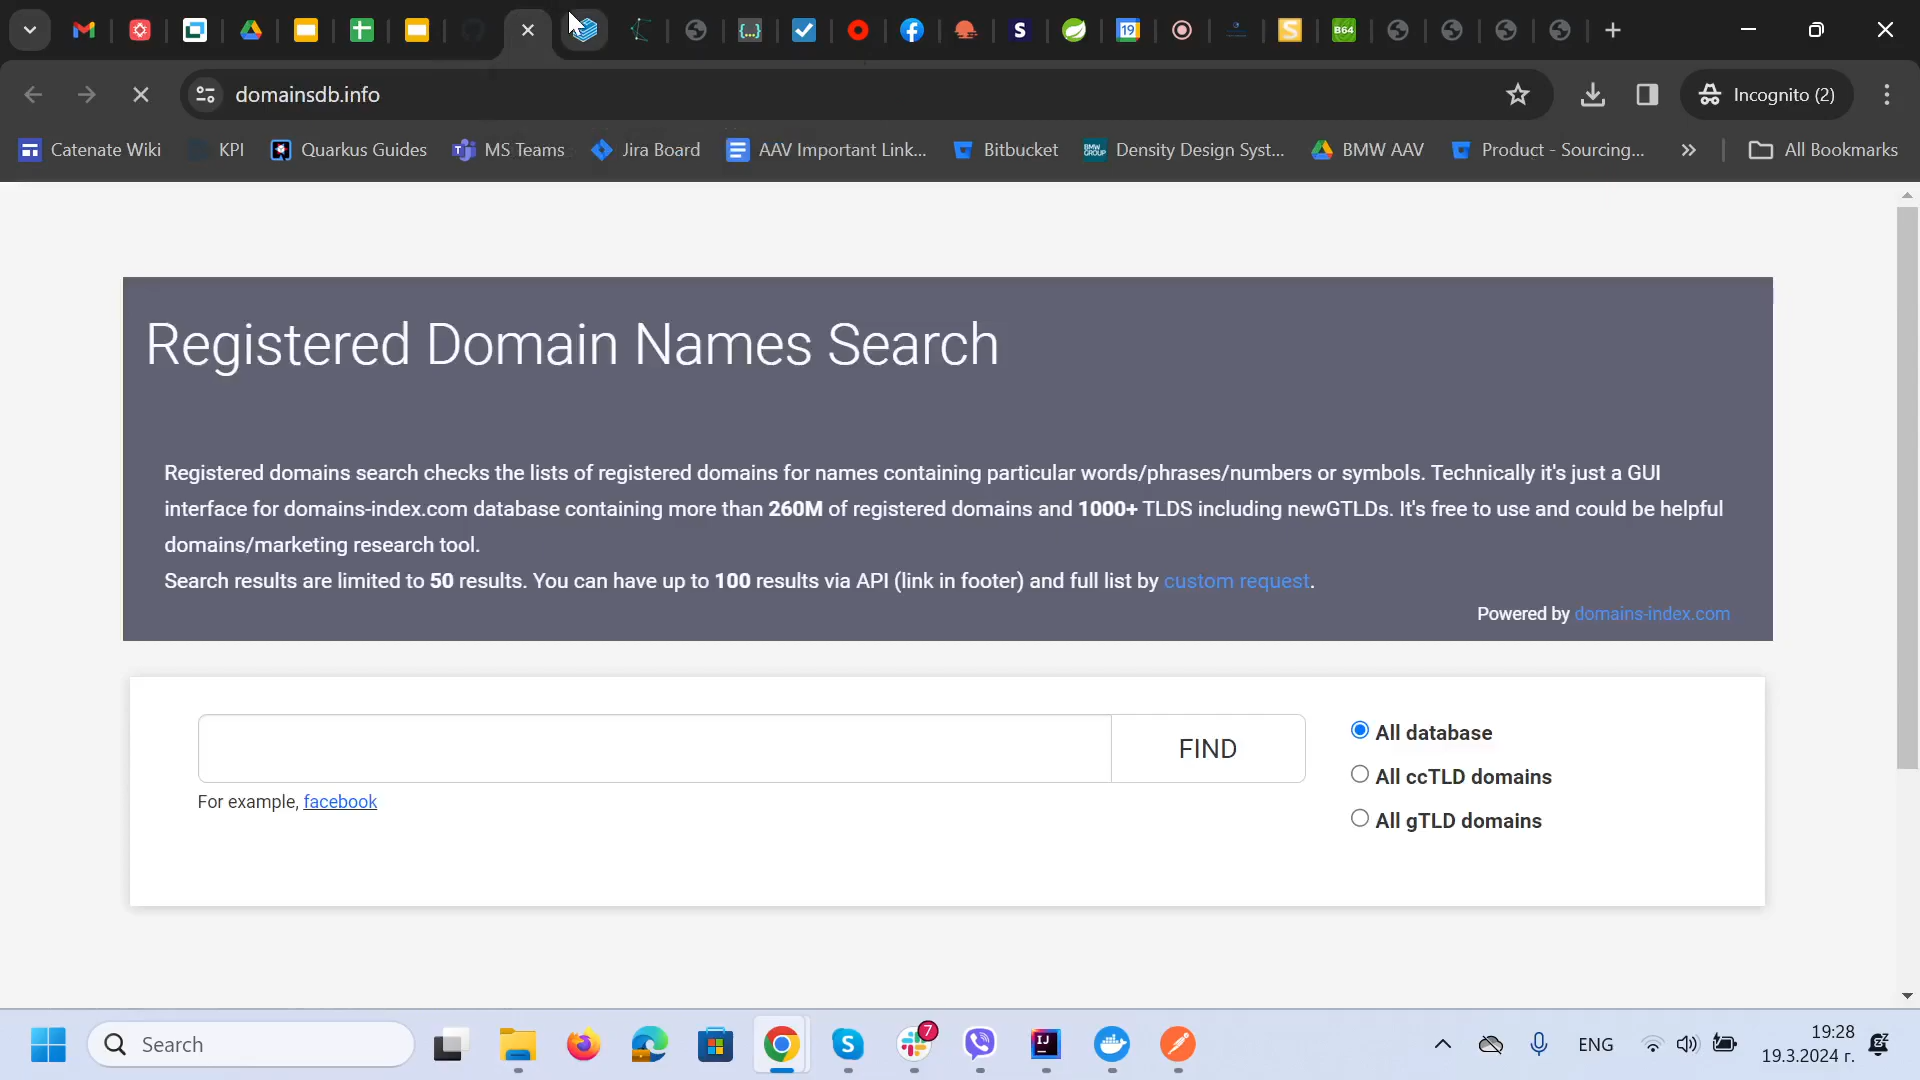 {...}
S
19
S
B64
domainsdb.info
Incognito (2)
Catenate Wiki
KPI
Quarkus Guides
MS Teams
Jira Board
AAV Important Link...
Bitbucket
Density Design Syst...
BMW AAV
Product - Sourcing...
All Bookmarks
Registered Domain Names Search
Registered domains search checks the lists of registered domains for names containing particular words/phrases/numbers or symbols. Technically it's just a GUI
interface for domains-index.com database containing more than 260M of registered domains and 1000+ TLDS including newGTLDs. It's free to use and could be helpful
domains/marketing research tool.
Search results are limited to 50 results. You can have up to 100 results via API (link in footer) and full list by custom request.
Powered by domains-index.com
FIND
For example, facebook
All database
All ccTLD domains
All gTLD domains
Search
7
ENG
19:28
19.3.2024 г.